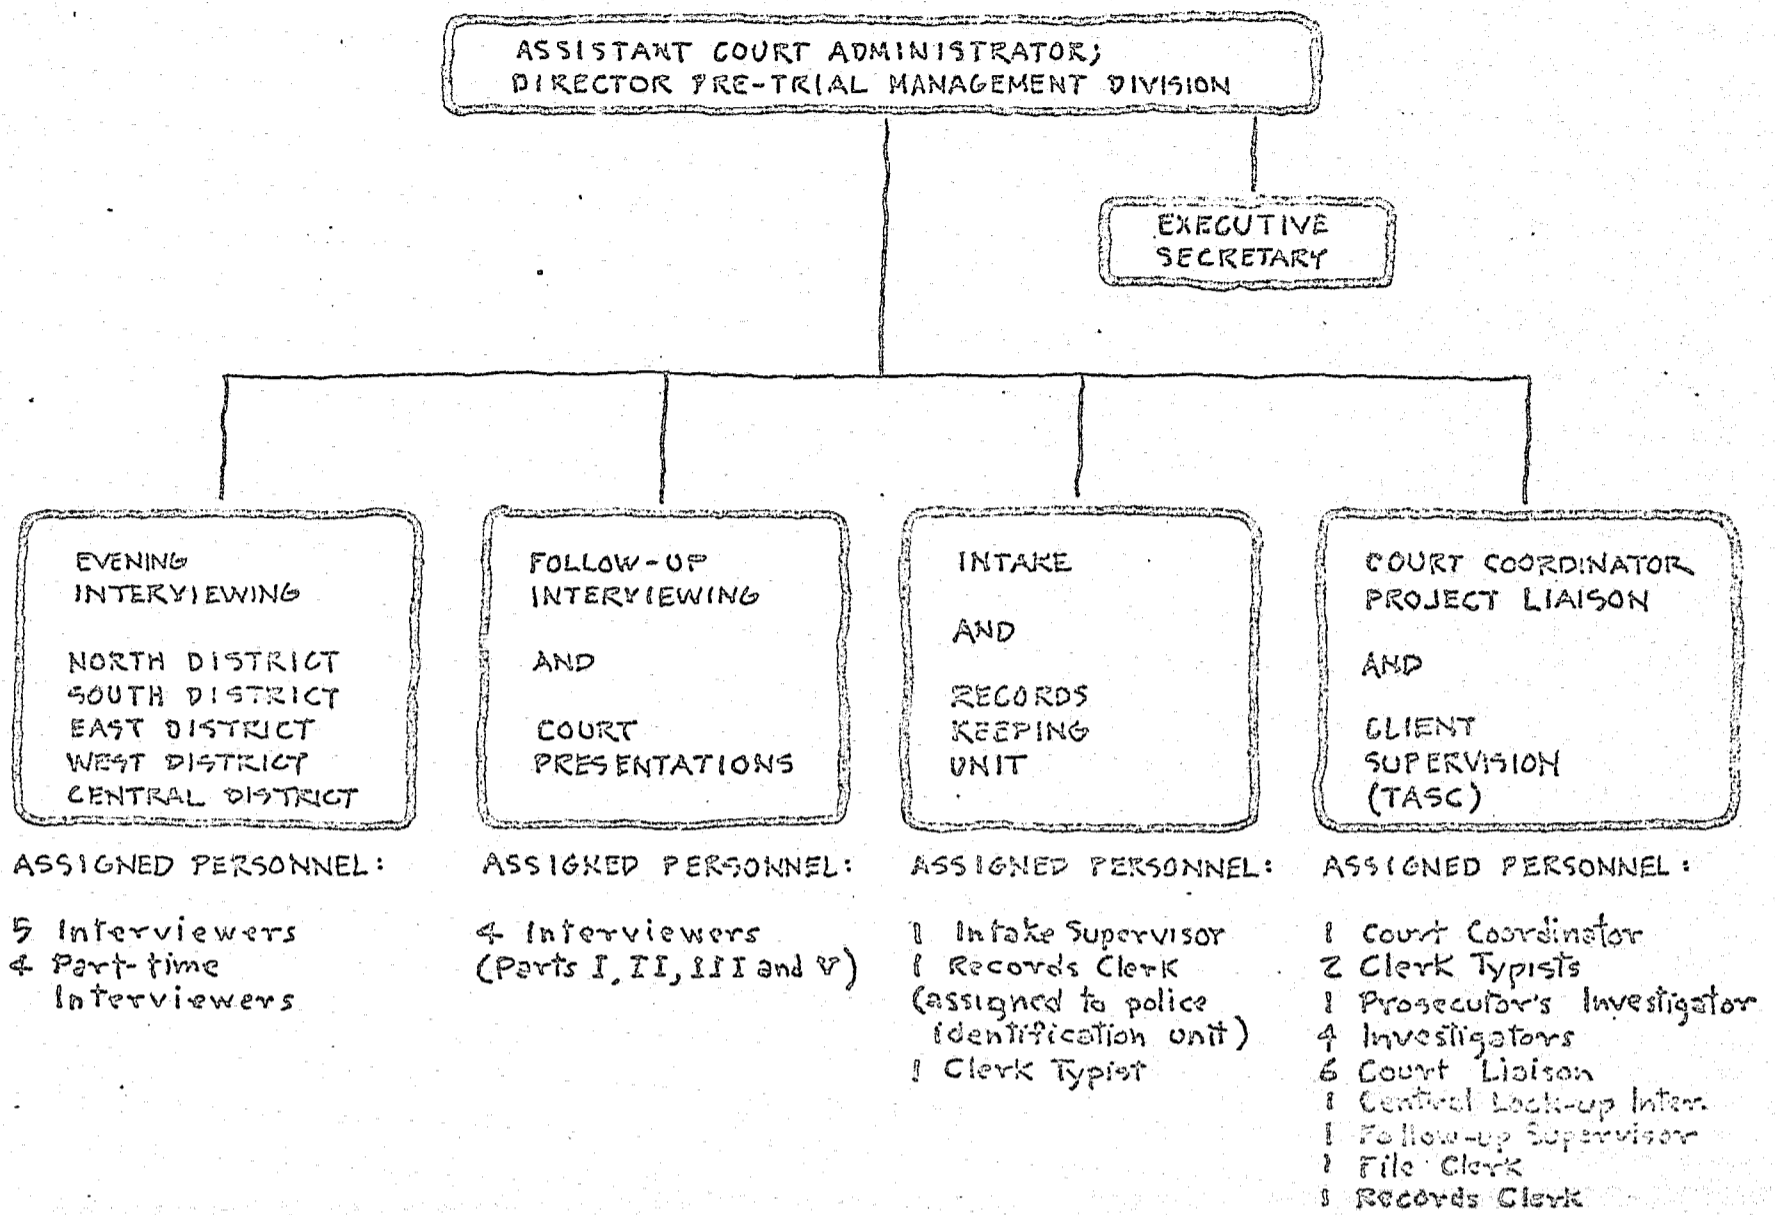 ASSISTANT COURT ADMINISTRATOR;
DIRECTOR PRE-TRIAL MANAGEMENT DIVISION
EXECUTIVE
SECRETARY
EVENING
INTERVIEWING
NORTH DISTRICT
SOUTH DISTRICT
EAST DISTRICT
WEST DISTRICT
CENTRAL DISTRICT
ASSIGNED PERSONNEL:
5 Interviewers
4 Part-time
Interviewers
FOLLOW-UP
INTERVIEWING
AND
COURT
PRESENTATIONS
ASSIGNED PERSONNEL:
4 Interviewers
(Parts I, II, III and V)
INTAKE
AND
RECORDS
KEEPING
UNIT
ASSIGNED PERSONNEL:
1 Intake Supervisor
1 Records Clerk
(assigned to police
identification unit)
1 Clerk Typist
COURT COORDINATOR
PROJECT LIAISON
AND
CLIENT
SUPERVISION
(TASC)
ASSIGNED PERSONNEL:
1 Court Coordinator
2 Clerk Typists
1 Prosecutor's Investigator
4 Investigators
6 Court Liaison
1 Central Lock-up Inter.
1 Follow-up Supervisor
1 File Clerk
1 Records Clerk